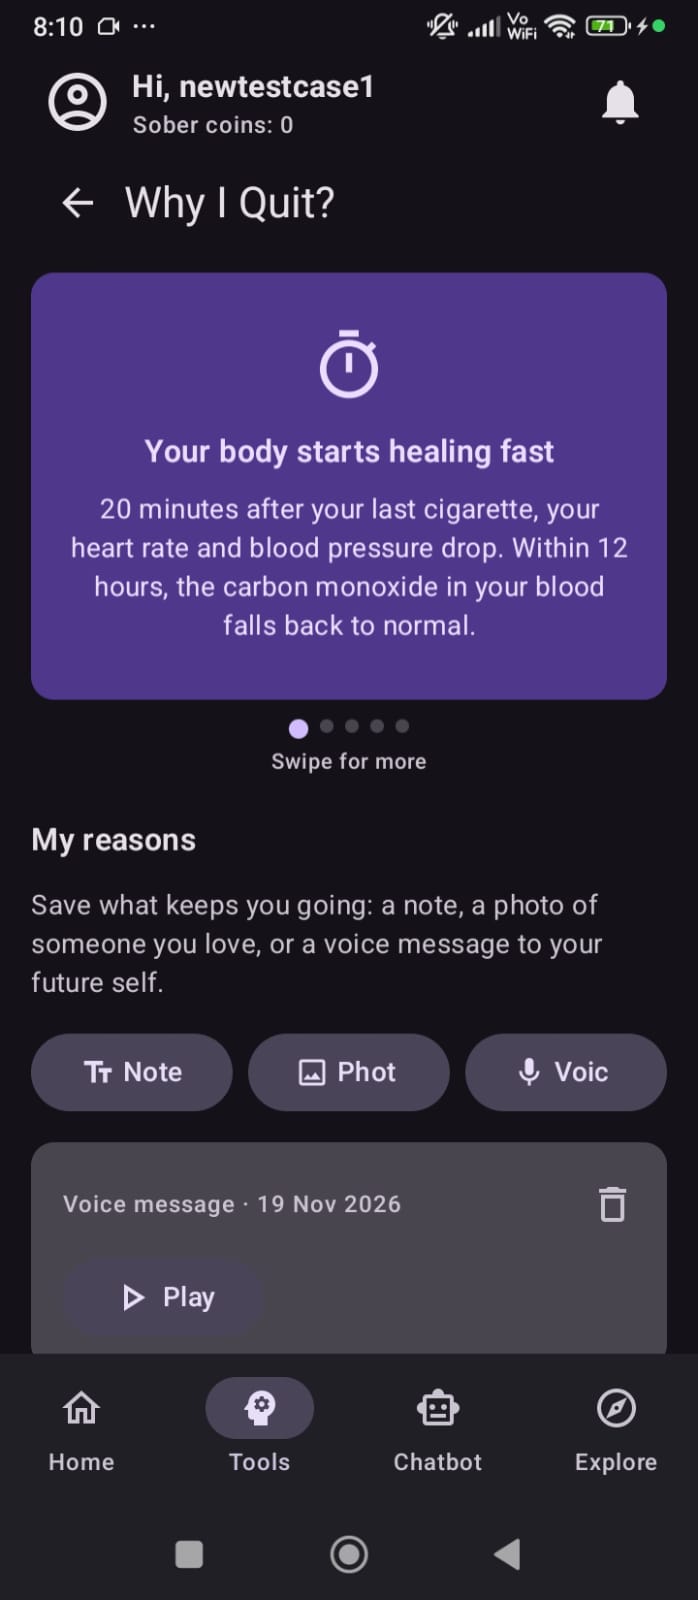 8:10
Vo
WiFi
71
Hi, newtestcase1
Sober coins: 0
Why I Quit?
Your body starts healing fast
20 minutes after your last cigarette, your
heart rate and blood pressure drop. Within 12
hours, the carbon monoxide in your blood
falls back to normal.
Swipe for more
My reasons
Save what keeps you going: a note, a photo of
someone you love, or a voice message to your
future self.
Note
Phot
Voic
Voice message · 19 Nov 2026
Play
Home
Tools
Chatbot
Explore